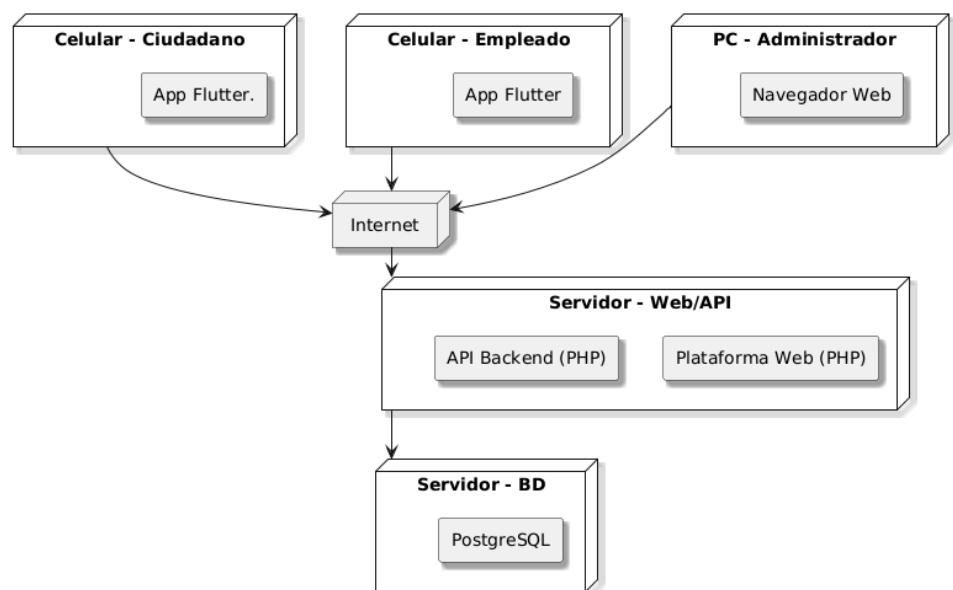 Celular - Ciudadano
App Flutter.
Celular - Empleado
App Flutter
PC - Administrador
Navegador Web
Internet
Servidor - Web/API
API Backend (PHP)
Plataforma Web (PHP)
Servidor - BD
PostgreSQL